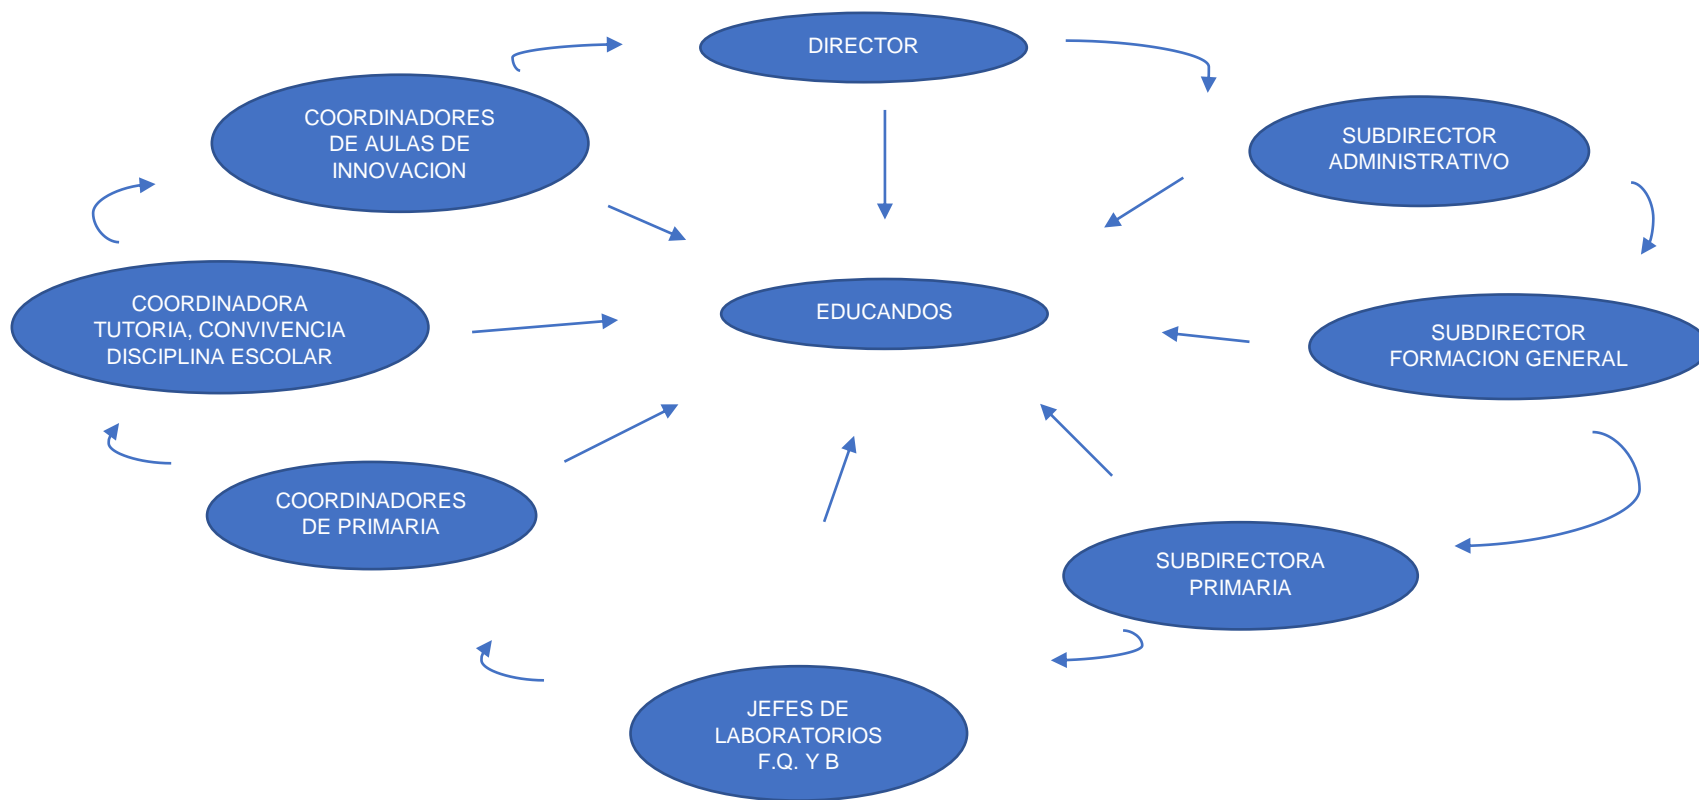 DIRECTOR
COORDINADORES
DE AULAS DE
INNOVACION
SUBDIRECTOR
ADMINISTRATIVO
COORDINADORA
TUTORIA, CONVIVENCIA
DISCIPLINA ESCOLAR
EDUCANDOS
SUBDIRECTOR
FORMACION GENERAL
COORDINADORES
DE PRIMARIA
SUBDIRECTORA
PRIMARIA
JEFES DE
LABORATORIOS
F.Q. Y B